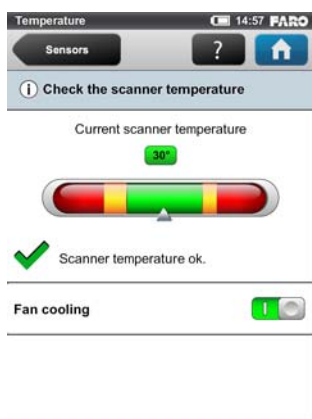 Temperature 14:57 FARO
Sensors ?
i Check the scanner temperature
Current scanner temperature
30°
Scanner temperature ok.
Fan cooling I